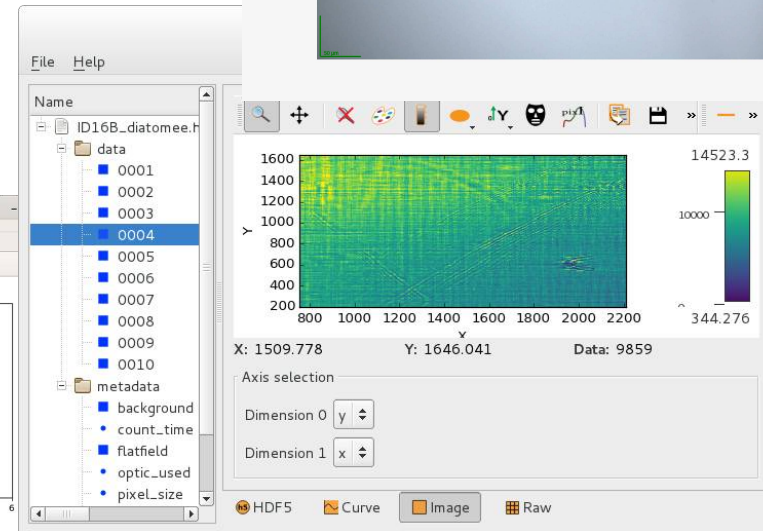 50μm
File Help
Name
ID16B_diatomee.h
data
0001
0002
0003
0004
0005
0006
0007
0008
0009
0010
metadata
background
count_time
flatfield
optic_used
pixel_size
6
1600
1400
1200
1000
800
600
400
200
Y
800 1000 1200 1400 1600 1800 2000 2200
X
14523.3
10000
344.276
X: 1509.778 Y: 1646.041 Data: 9859
Axis selection
Dimension 0 y
Dimension 1 x
HDF5 Curve Image Raw